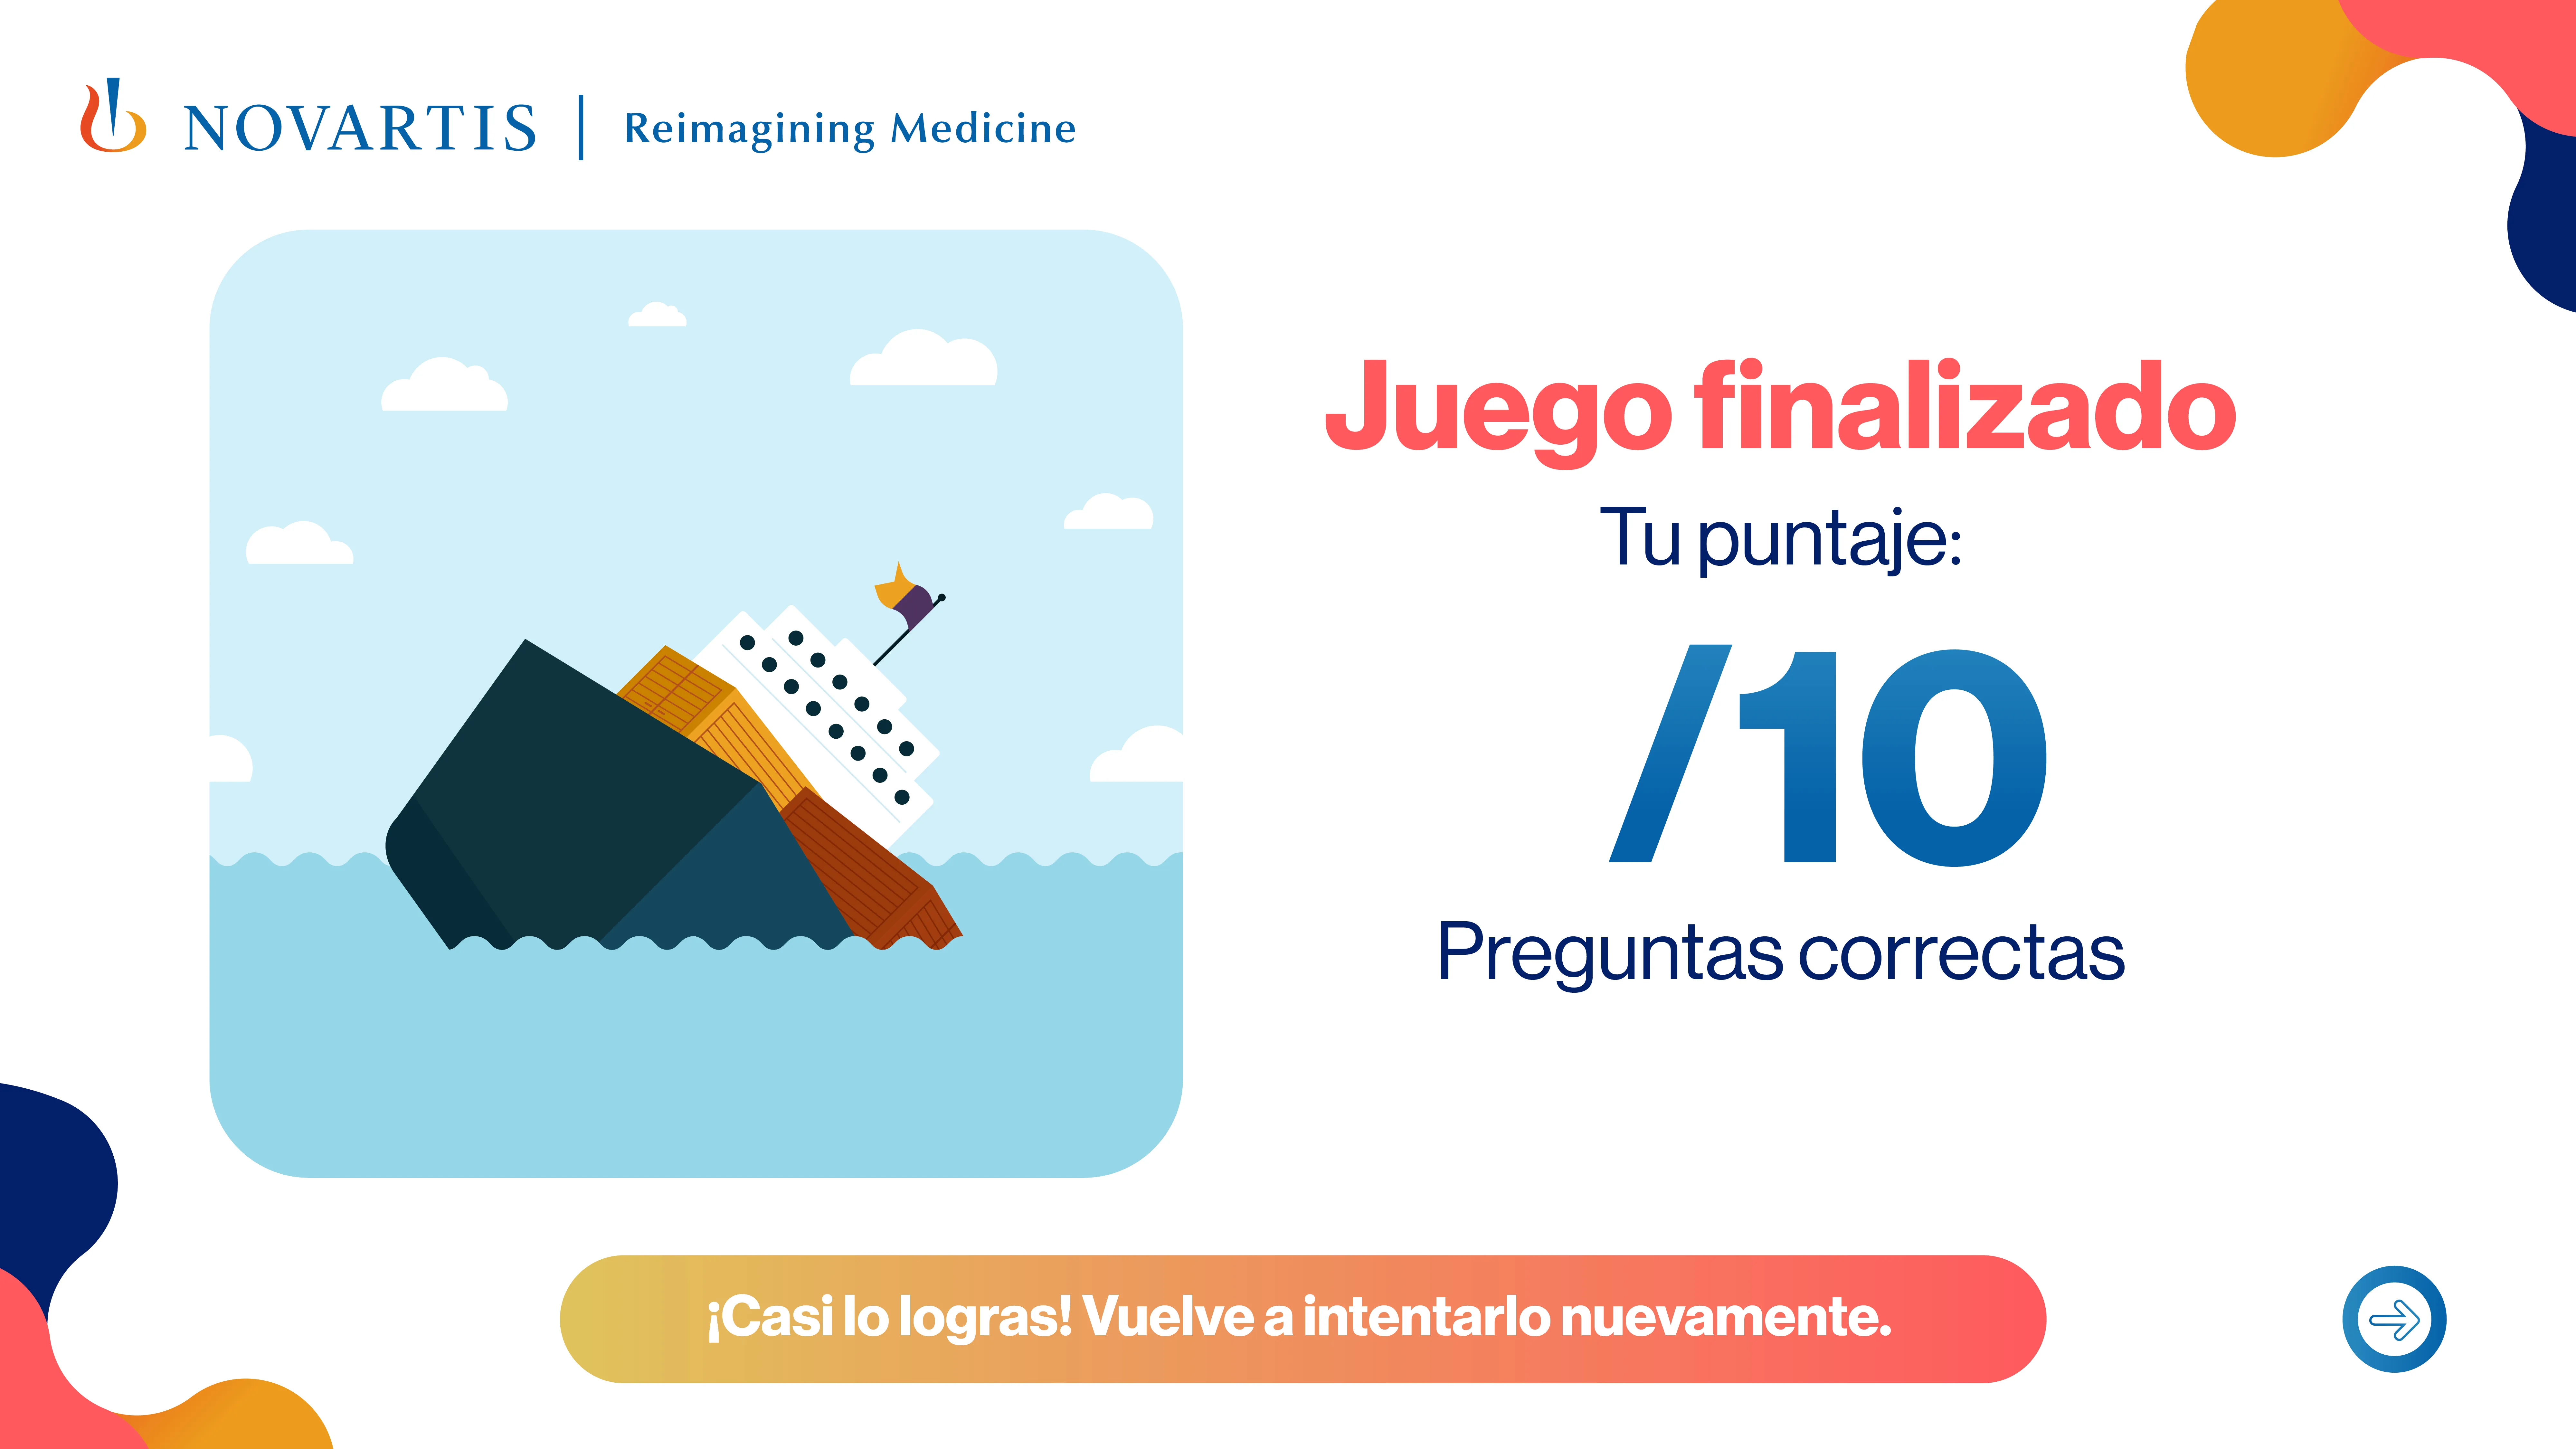 NOVARTIS | Reimagining Medicine
Juego finalizado
Tu puntaje:
/10
Preguntas correctas
¡Casi lo logras! Vuelve a intentarlo nuevamente.